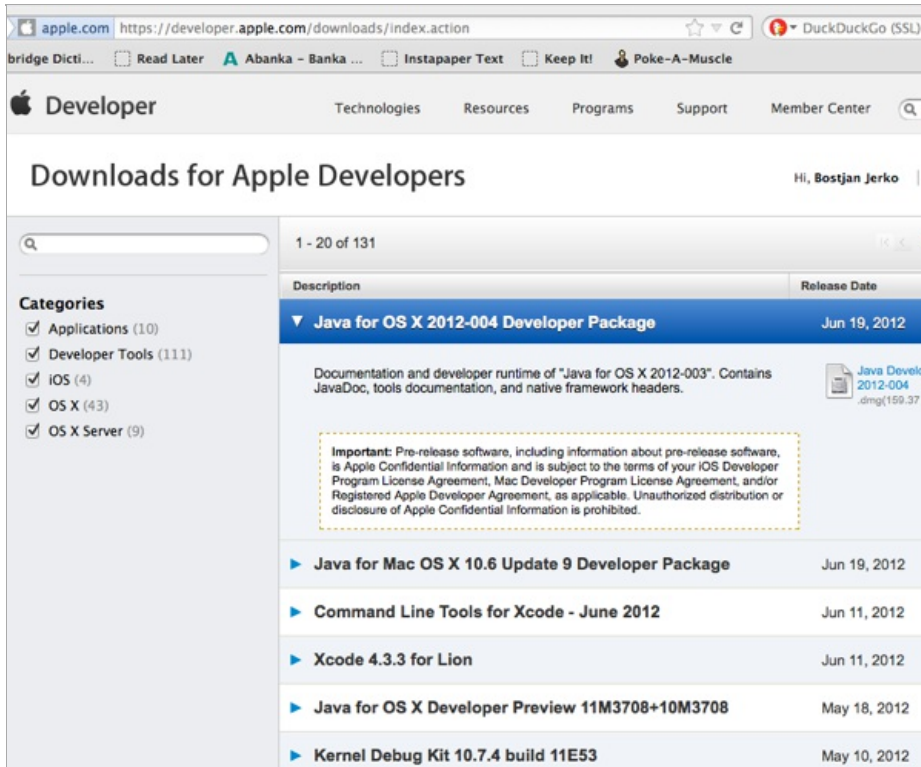 apple.com https://developer.apple.com/downloads/index.action DuckDuckGo (SSL)
bridge Dicti... Read Later Abanka - Banka ... Instapaper Text Keep It! Poke-A-Muscle
Developer Technologies Resources Programs Support Member Center
Downloads for Apple Developers Hi, Bostjan Jerko
1 - 20 of 131
Description Release Date
Categories
Applications (10)
Developer Tools (111)
iOS (4)
OS X (43)
OS X Server (9)
Java for OS X 2012-004 Developer Package Jun 19, 2012
Documentation and developer runtime of "Java for OS X 2012-003". Contains
JavaDoc, tools documentation, and native framework headers.
Java Develo
2012-004
.dmg(159.37
Important: Pre-release software, including information about pre-release software,
is Apple Confidential Information and is subject to the terms of your iOS Developer
Program License Agreement, Mac Developer Program License Agreement, and/or
Registered Apple Developer Agreement, as applicable. Unauthorized distribution or
disclosure of Apple Confidential Information is prohibited.
Java for Mac OS X 10.6 Update 9 Developer Package Jun 19, 2012
Command Line Tools for Xcode - June 2012 Jun 11, 2012
Xcode 4.3.3 for Lion Jun 11, 2012
Java for OS X Developer Preview 11M3708+10M3708 May 18, 2012
Kernel Debug Kit 10.7.4 build 11E53 May 10, 2012